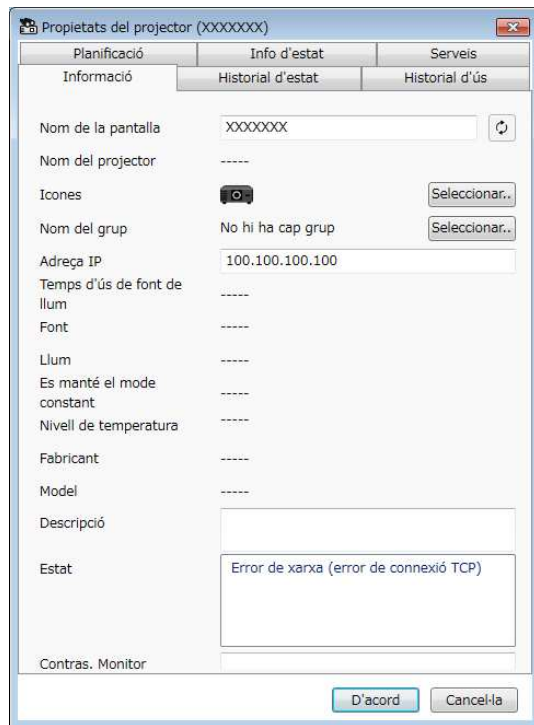 Propietats del projector (XXXXXXX)
Planificació Info d'estat Serveis
Informació Historial d'estat Historial d'ús
Nom de la pantalla XXXXXXX
Nom del projector -----
Icones Seleccionar..
Nom del grup No hi ha cap grup Seleccionar..
Adreça IP 100.100.100.100
Temps d'ús de font de
llum -----
Font -----
Llum -----
Es manté el mode
constant -----
Nivell de temperatura -----
Fabricant -----
Model -----
Descripció
Estat Error de xarxa (error de connexió TCP)
Contras. Monitor
D'acord Cancel·la